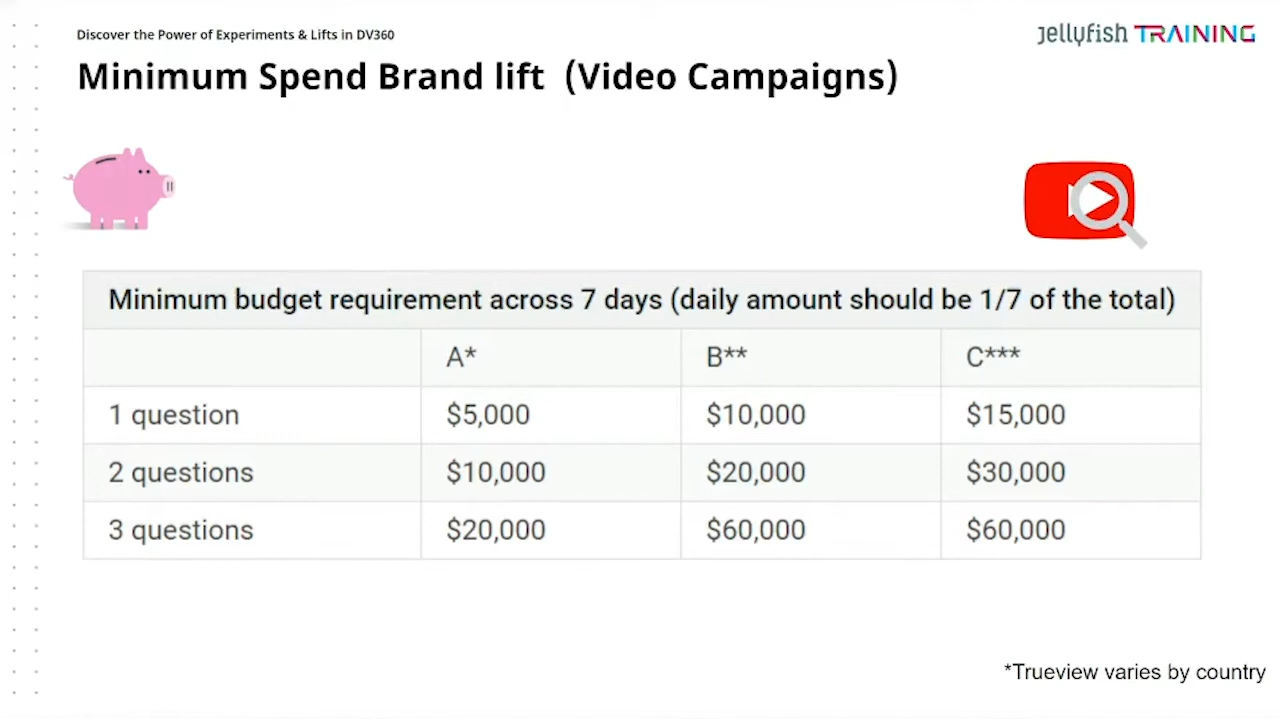 Discover the Power of Experiments & Lifts in DV360
jellyfish TRAINING
Minimum Spend Brand lift (Video Campaigns)
Minimum budget requirement across 7 days (daily amount should be 1/7 of the total)
A* B** C***
1 question $5,000 $10,000 $15,000
2 questions $10,000 $20,000 $30,000
3 questions $20,000 $60,000 $60,000
*Trueview varies by country